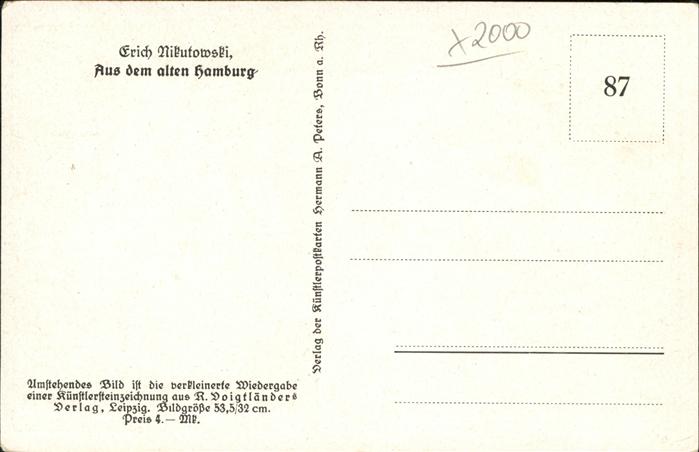 Erich Nikutowski,
Aus dem alten Hamburg
Umstehendes Bild ist die verkleinerte Wiedergabe
einer Künstlersteinzeichnung aus R. Voigtländers
Verlag, Leipzig. Bildgröße 53,5/32 cm.
Preis 4.— Mk.
Verlag der Künstlerpostkarten Hermann A. Peters, Bonn a. Rh.
x2000
87